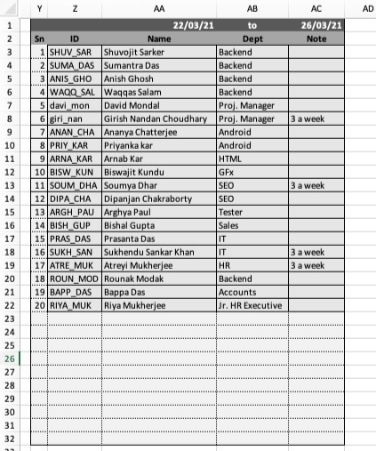 Y Z AA AB AC AD
1 22/03/21 to 26/03/21
2 Sn ID Name Dept Note
3 1 SHUV_SAR Shuvojit Sarker Backend
4 2 SUMA_DAS Sumantra Das Backend
5 3 ANIS_GHO Anish Ghosh Backend
6 4 WAQQ_SAL Waqqas Salam Backend
7 5 davi_mon David Mondal Proj. Manager
8 6 giri_nan Girish Nandan Choudhary Proj. Manager 3 a week
9 7 ANAN_CHA Ananya Chatterjee Android
10 8 PRIY_KAR Priyanka kar Android
11 9 ARNA_KAR Arnab Kar HTML
12 10 BISW_KUN Biswajit Kundu GFx
13 11 SOUM_DHA Soumya Dhar SEO 3 a week
14 12 DIPA_CHA Dipanjan Chakraborty SEO
15 13 ARGH_PAU Arghya Paul Tester
16 14 BISH_GUP Bishal Gupta Sales
17 15 PRAS_DAS Prasanta Das IT
18 16 SUKH_SAN Sukhendu Sankar Khan IT 3 a week
19 17 ATRE_MUK Atreyi Mukherjee HR 3 a week
20 18 ROUN_MOD Rounak Modak Backend
21 19 BAPP_DAS Bappa Das Accounts
22 20 RIYA_MUK Riya Mukherjee Jr. HR Executive
23
24
25
26
27
28
29
30
31
32